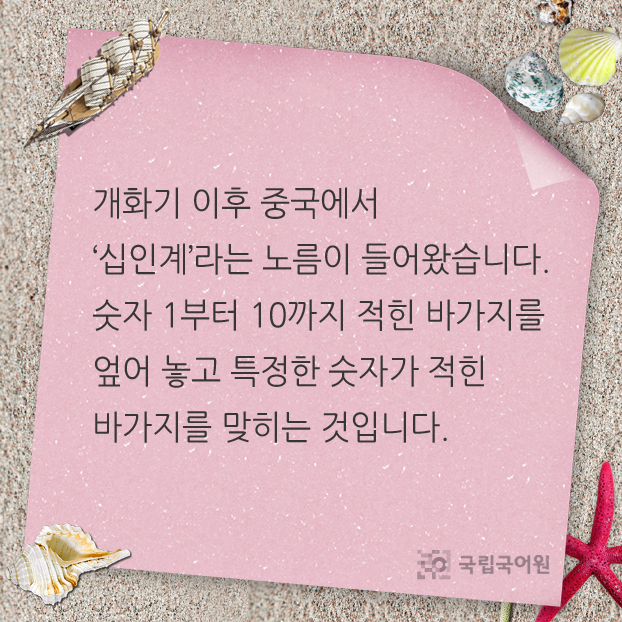 개화기 이후 중국에서
‘십인계’라는 노름이 들어왔습니다.
숫자 1부터 10까지 적힌 바가지를
엎어 놓고 특정한 숫자가 적힌
바가지를 맞히는 것입니다.
국립국어원